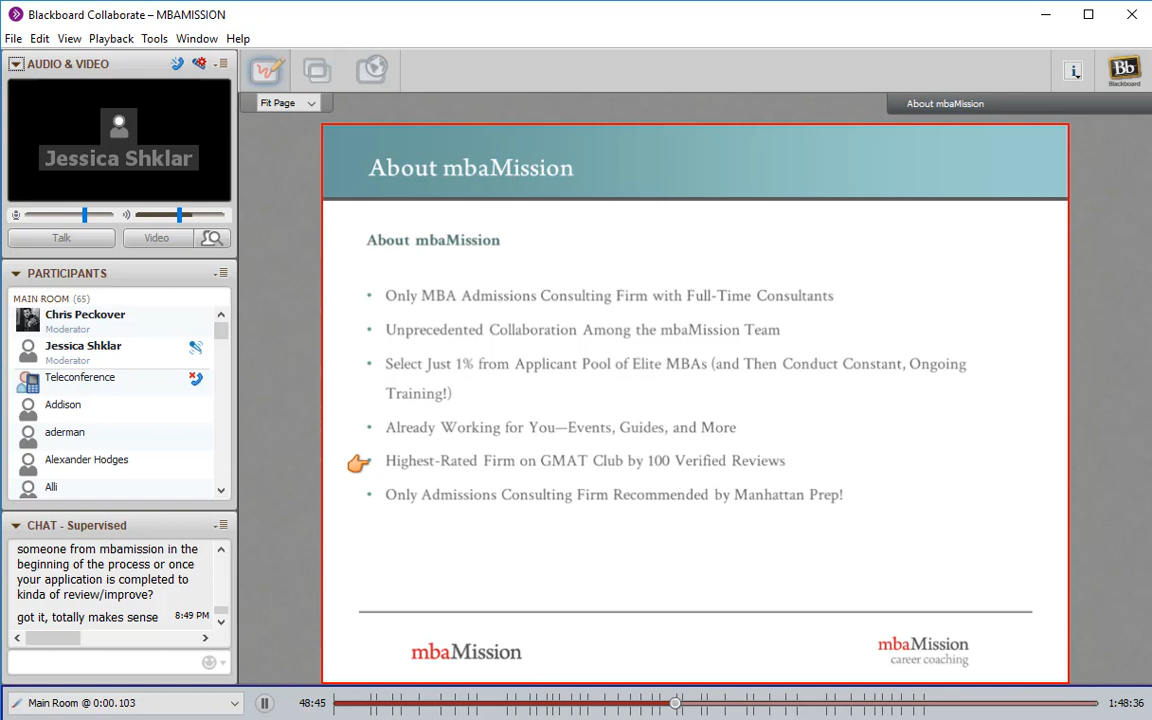 Blackboard Collaborate – MBAMISSION
File Edit View Playback Tools Window Help
AUDIO & VIDEO
Jessica Shklar
Talk Video
PARTICIPANTS
MAIN ROOM (65)
Chris Peckover
Moderator
Jessica Shklar
Moderator
Teleconference
Addison
aderman
Alexander Hodges
Alli
CHAT - Supervised
someone from mbamission in the
beginning of the process or once
your application is completed to
kinda of review/improve?
got it, totally makes sense 8:49 PM
Main Room @ 0:00.103
Fit Page
About mbaMission
Bb
Blackboard
About mbaMission
About mbaMission
• Only MBA Admissions Consulting Firm with Full-Time Consultants
• Unprecedented Collaboration Among the mbaMission Team
• Select Just 1% from Applicant Pool of Elite MBAs (and Then Conduct Constant, Ongoing
Training!)
• Already Working for You—Events, Guides, and More
• Highest-Rated Firm on GMAT Club by 100 Verified Reviews
• Only Admissions Consulting Firm Recommended by Manhattan Prep!
mbaMission
mbaMission
career coaching
48:45 1:48:36